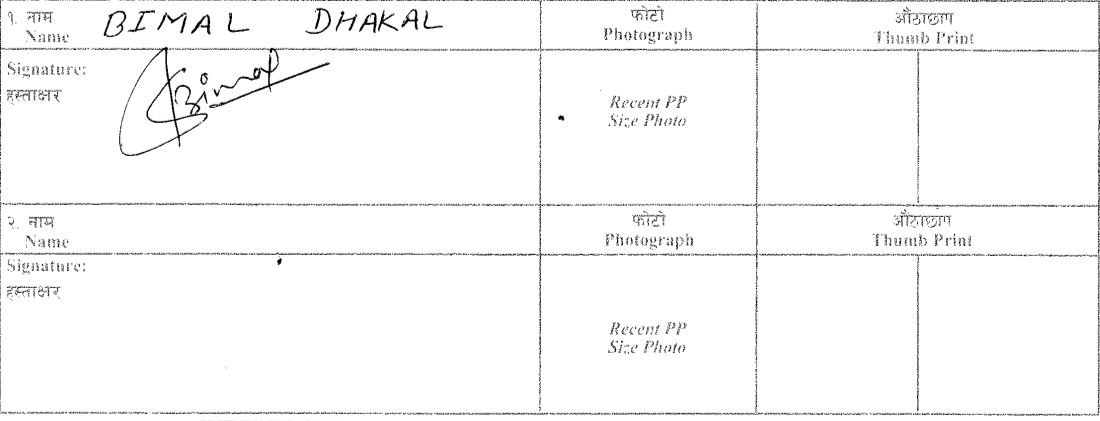 १. नाम BIMAL DHAKAL फोटो औंठाछाप
Name Photograph Thumb Print
Signature: Bimal
हस्ताक्षर
Recent PP
Size Photo
२. नाम फोटो औंठाछाप
Name Photograph Thumb Print
Signature:
हस्ताक्षर
Recent PP
Size Photo